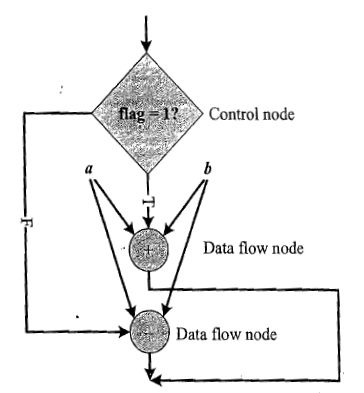 flag = 1?
Control node
a
b
T
F
+
Data flow node
Data flow node